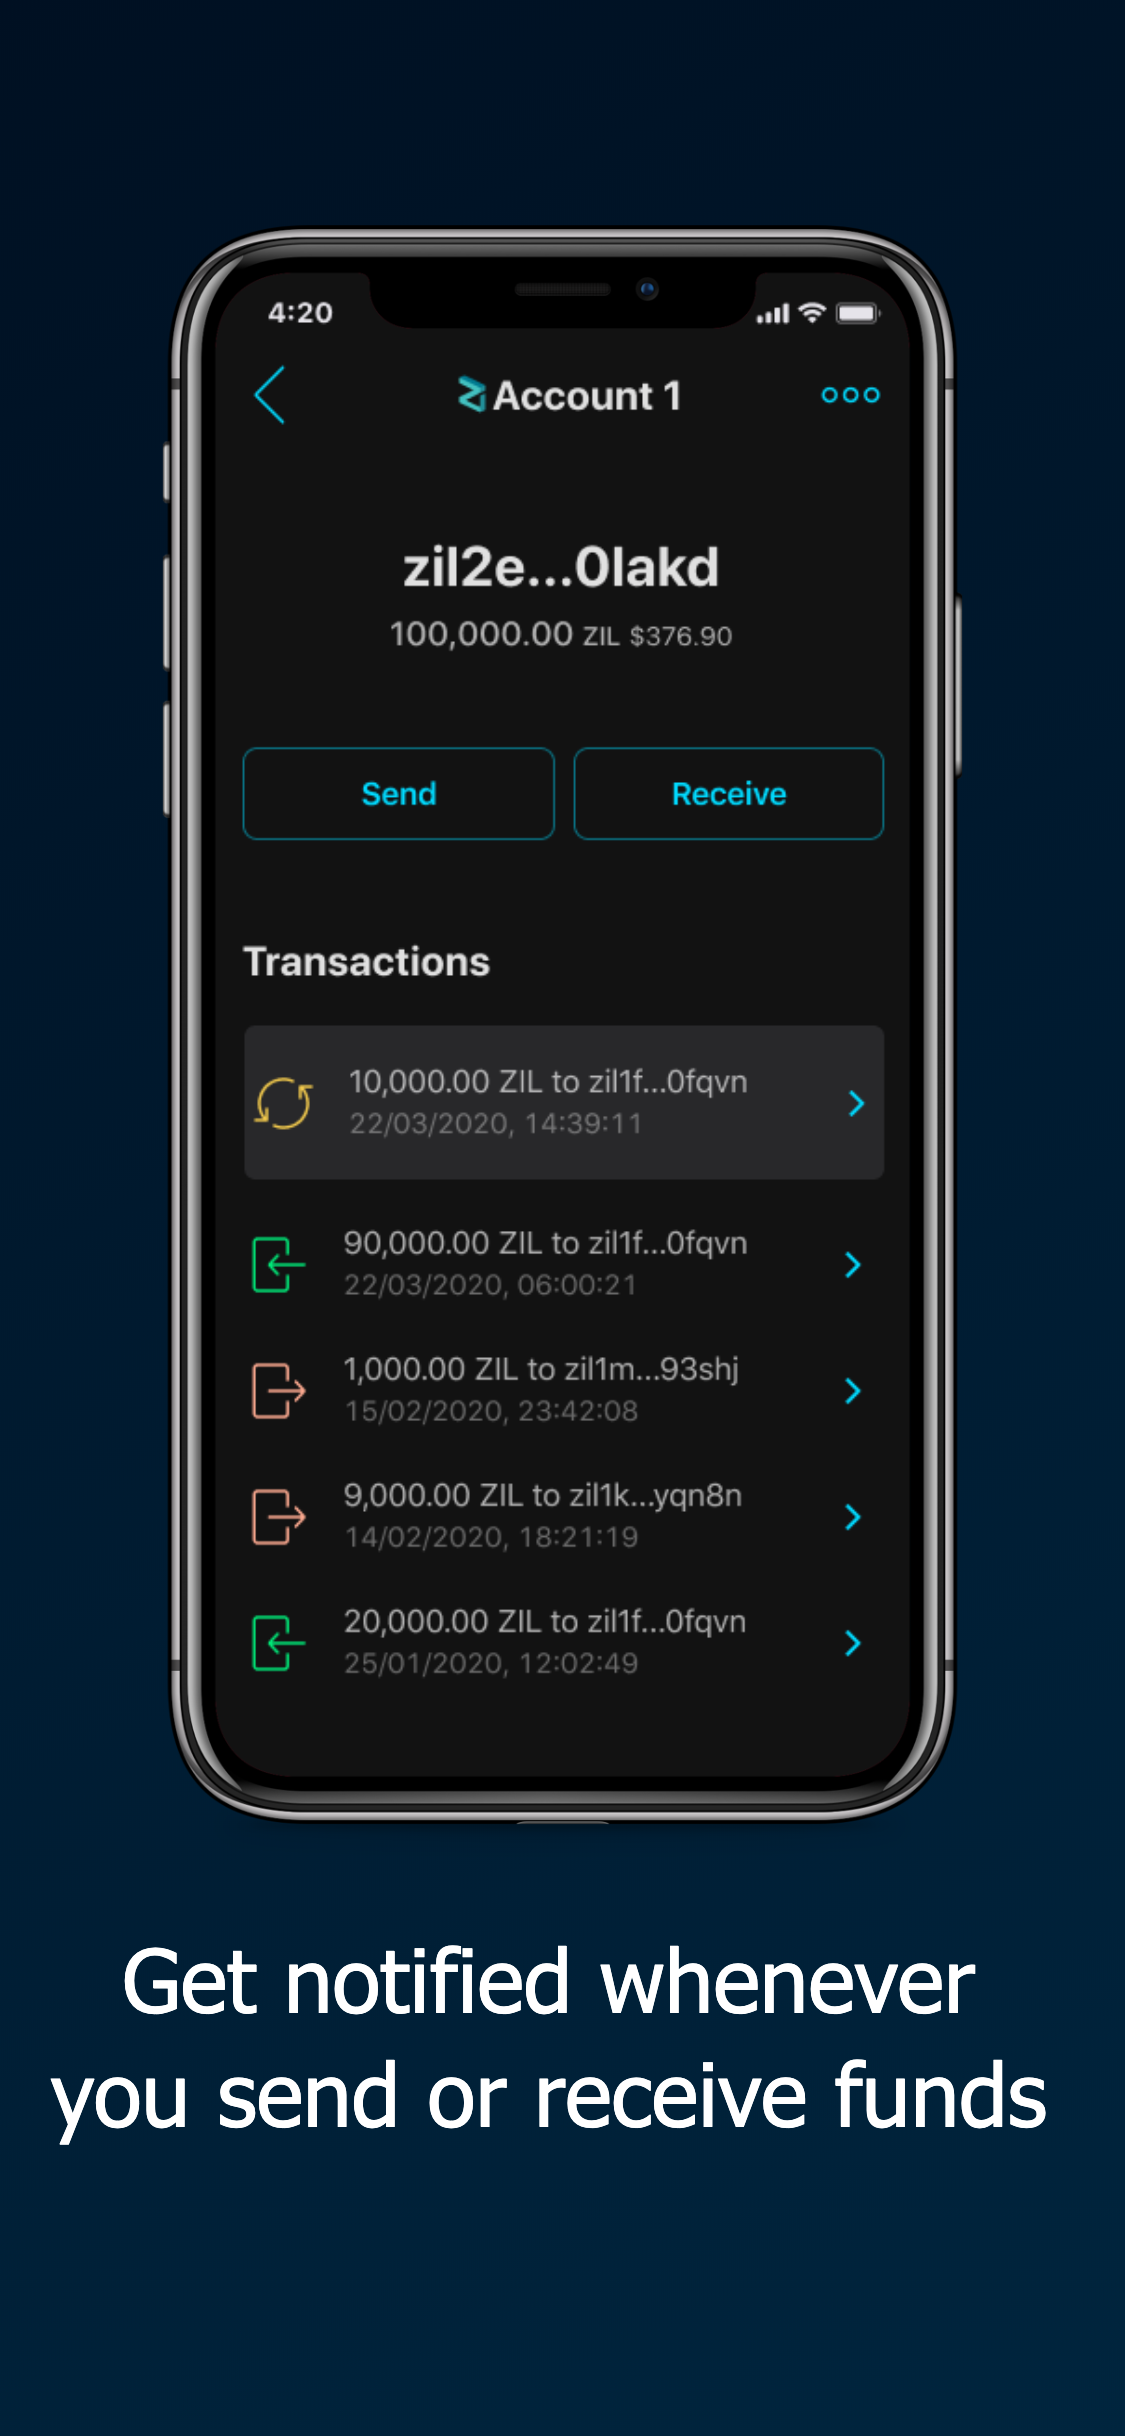 4:20
Account 1
zil2e...0lakd
100,000.00 ZIL $376.90
Send
Receive
Transactions
10,000.00 ZIL to zil1f...0fqvn
22/03/2020, 14:39:11
90,000.00 ZIL to zil1f...0fqvn
22/03/2020, 06:00:21
1,000.00 ZIL to zil1m...93shj
15/02/2020, 23:42:08
9,000.00 ZIL to zil1k...yqn8n
14/02/2020, 18:21:19
20,000.00 ZIL to zil1f...0fqvn
25/01/2020, 12:02:49
Get notified whenever
you send or receive funds